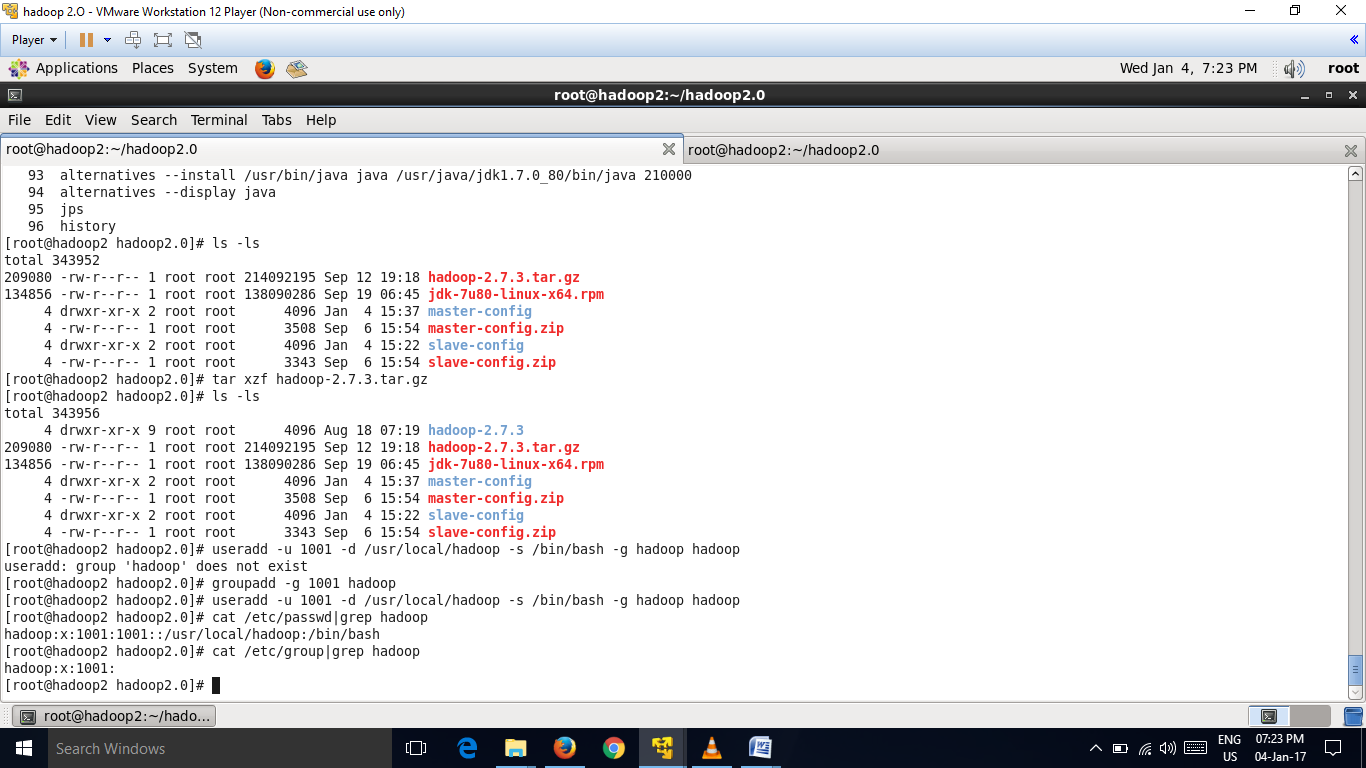 hadoop 2.O - VMware Workstation 12 Player (Non-commercial use only)
Player
Applications Places System Wed Jan 4, 7:23 PM root
root@hadoop2:~/hadoop2.0
File Edit View Search Terminal Tabs Help
root@hadoop2:~/hadoop2.0 root@hadoop2:~/hadoop2.0
93 alternatives --install /usr/bin/java java /usr/java/jdk1.7.0_80/bin/java 210000
94 alternatives --display java
95 jps
96 history
[root@hadoop2 hadoop2.0]# ls -ls
total 343952
209080 -rw-r--r-- 1 root root 214092195 Sep 12 19:18 hadoop-2.7.3.tar.gz
134856 -rw-r--r-- 1 root root 138090286 Sep 19 06:45 jdk-7u80-linux-x64.rpm
4 drwxr-xr-x 2 root root 4096 Jan 4 15:37 master-config
4 -rw-r--r-- 1 root root 3508 Sep 6 15:54 master-config.zip
4 drwxr-xr-x 2 root root 4096 Jan 4 15:22 slave-config
4 -rw-r--r-- 1 root root 3343 Sep 6 15:54 slave-config.zip
[root@hadoop2 hadoop2.0]# tar xzf hadoop-2.7.3.tar.gz
[root@hadoop2 hadoop2.0]# ls -ls
total 343956
4 drwxr-xr-x 9 root root 4096 Aug 18 07:19 hadoop-2.7.3
209080 -rw-r--r-- 1 root root 214092195 Sep 12 19:18 hadoop-2.7.3.tar.gz
134856 -rw-r--r-- 1 root root 138090286 Sep 19 06:45 jdk-7u80-linux-x64.rpm
4 drwxr-xr-x 2 root root 4096 Jan 4 15:37 master-config
4 -rw-r--r-- 1 root root 3508 Sep 6 15:54 master-config.zip
4 drwxr-xr-x 2 root root 4096 Jan 4 15:22 slave-config
4 -rw-r--r-- 1 root root 3343 Sep 6 15:54 slave-config.zip
[root@hadoop2 hadoop2.0]# useradd -u 1001 -d /usr/local/hadoop -s /bin/bash -g hadoop hadoop
useradd: group 'hadoop' does not exist
[root@hadoop2 hadoop2.0]# groupadd -g 1001 hadoop
[root@hadoop2 hadoop2.0]# useradd -u 1001 -d /usr/local/hadoop -s /bin/bash -g hadoop hadoop
[root@hadoop2 hadoop2.0]# cat /etc/passwd|grep hadoop
hadoop:x:1001:1001::/usr/local/hadoop:/bin/bash
[root@hadoop2 hadoop2.0]# cat /etc/group|grep hadoop
hadoop:x:1001:
[root@hadoop2 hadoop2.0]#
root@hadoop2:~/hado...
Search Windows
ENG
US
07:23 PM
04-Jan-17